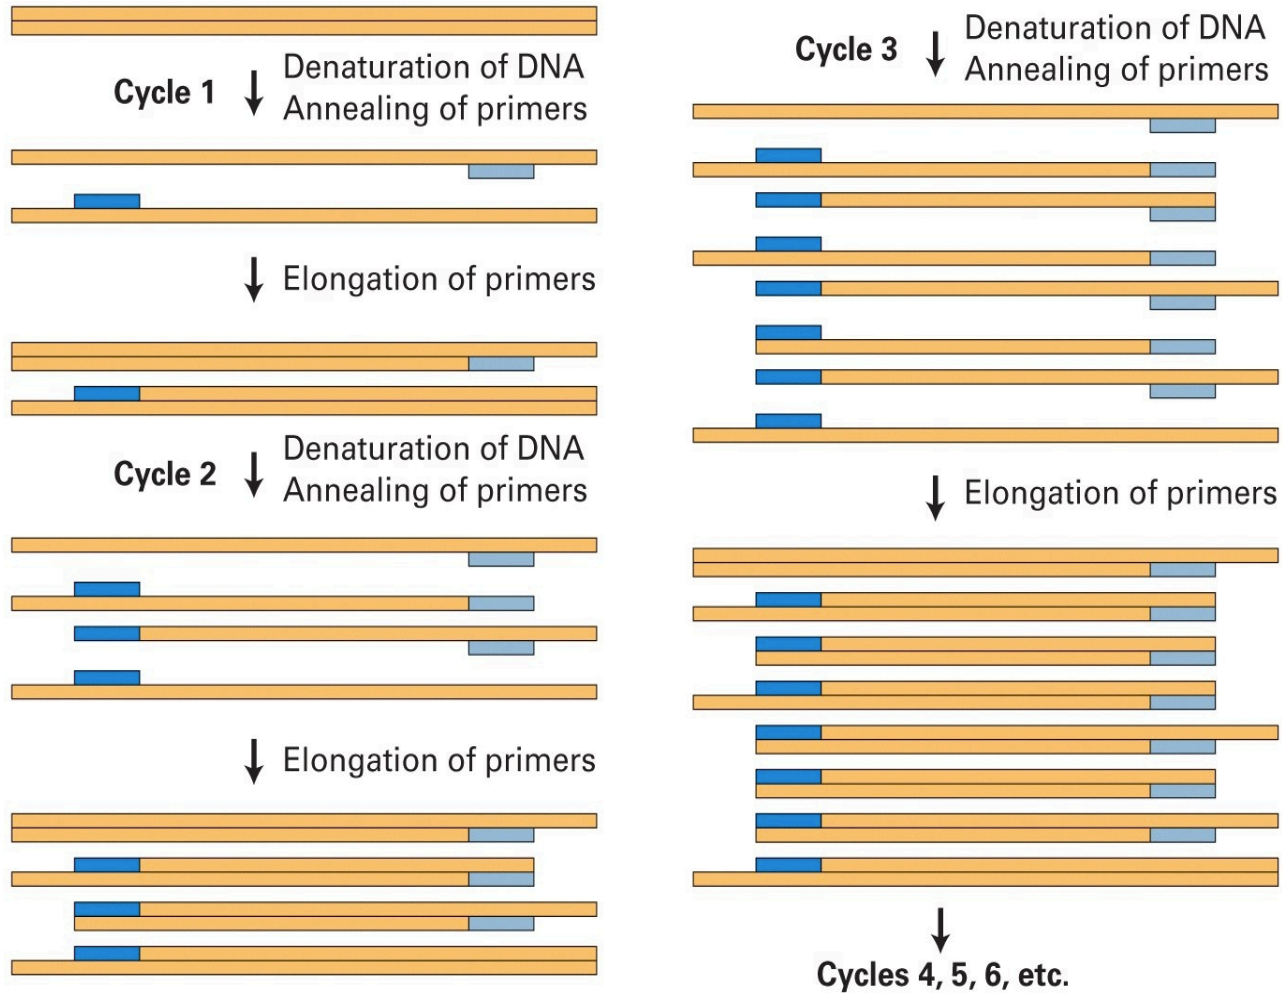 Cycle 1
Denaturation of DNA
Annealing of primers
Elongation of primers
Cycle 2
Denaturation of DNA
Annealing of primers
Elongation of primers
Cycle 3
Denaturation of DNA
Annealing of primers
Elongation of primers
Cycles 4, 5, 6, etc.